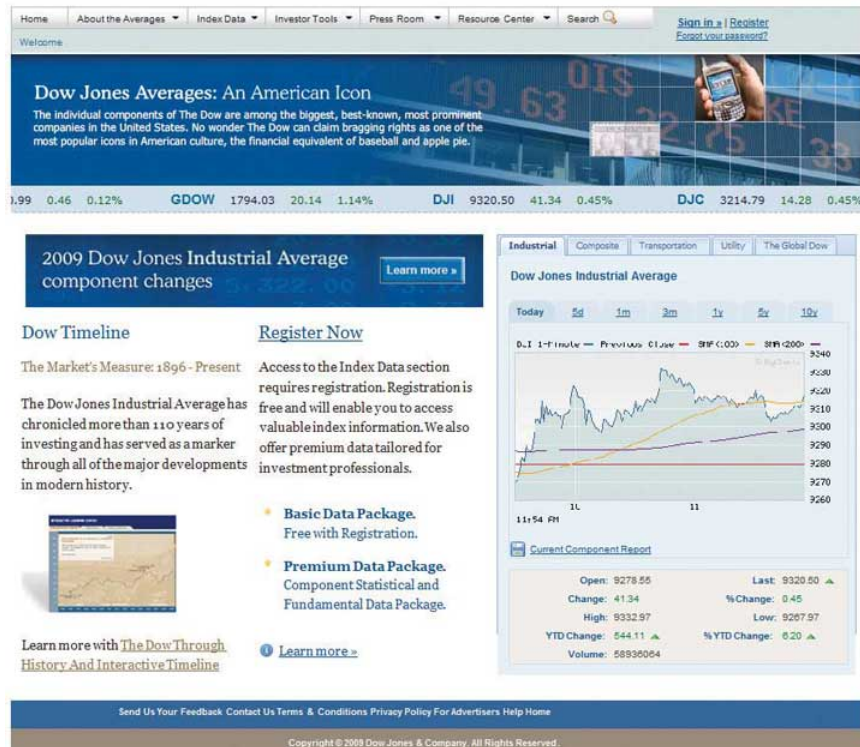 Home About the Averages Index Data Investor Tools Press Room Resource Center Search
Sign in » | Register
Forgot your password?
Welcome
Dow Jones Averages: An American Icon
The individual components of The Dow are among the biggest, best-known, most prominent
companies in the United States. No wonder The Dow can claim bragging rights as one of the
most popular icons in American culture, the financial equivalent of baseball and apple pie.
OIS
49.63
KE
32.75
33
0.46 0.12% GDOW 1794.03 20.14 1.14% DJI 9320.50 41.34 0.45% DJC 3214.79 14.28 0.45%
2009 Dow Jones Industrial Average
component changes
Learn more »
Dow Timeline
The Market's Measure: 1896 - Present
The Dow Jones Industrial Average has
chronicled more than 110 years of
investing and has served as a marker
through all of the major developments
in modern history.
Learn more with The Dow Through
History And Interactive Timeline
Register Now
Access to the Index Data section
requires registration. Registration is
free and will enable you to access
valuable index information. We also
offer premium data tailored for
investment professionals.
Basic Data Package.
Free with Registration.
Premium Data Package.
Component Statistical and
Fundamental Data Package.
Learn more »
Industrial Composite Transportation Utility The Global Dow
Dow Jones Industrial Average
Today 5d 1m 3m 1y 5y 10y
Previous Close
9340
9330
9320
9310
9300
9290
9280
9270
9260
11
11:54 AM
Current Component Report
Open: 9278.55 Last: 9320.50
Change: 41.34 %Change: 0.45
High: 9332.97 Low: 9267.97
YTD Change: 544.11 % YTD Change: 6.20
Volume: 58936064
Send Us Your Feedback Contact Us Terms & Conditions Privacy Policy For Advertisers Help Home
Copyright © 2009 Dow Jones & Company. All Rights Reserved.